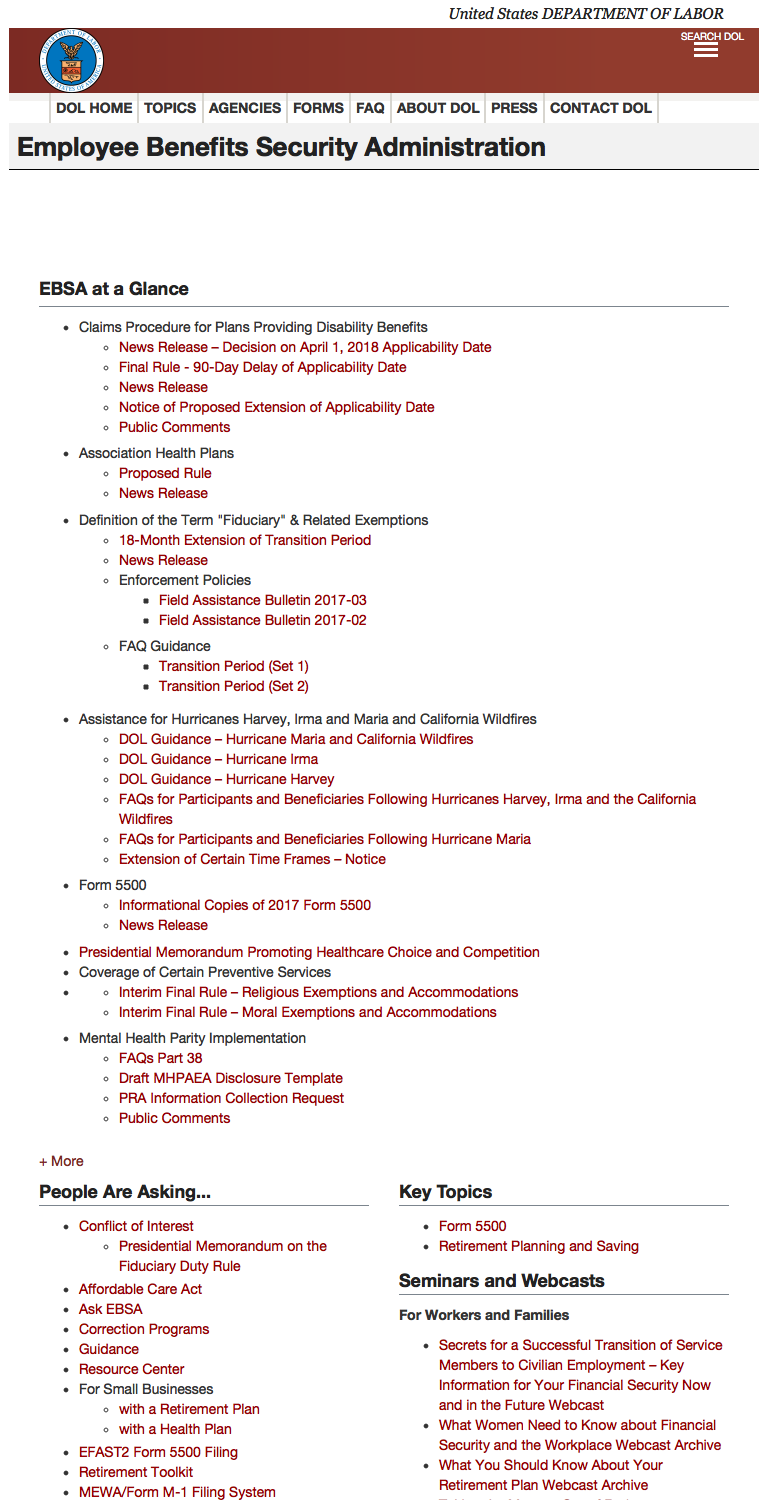 United States DEPARTMENT OF LABOR
SEARCH DOL
DOL HOME TOPICS AGENCIES FORMS FAQ ABOUT DOL PRESS CONTACT DOL
Employee Benefits Security Administration
EBSA at a Glance
Claims Procedure for Plans Providing Disability Benefits
News Release – Decision on April 1, 2018 Applicability Date
Final Rule - 90-Day Delay of Applicability Date
News Release
Notice of Proposed Extension of Applicability Date
Public Comments
Association Health Plans
Proposed Rule
News Release
Definition of the Term "Fiduciary" & Related Exemptions
18-Month Extension of Transition Period
News Release
Enforcement Policies
Field Assistance Bulletin 2017-03
Field Assistance Bulletin 2017-02
FAQ Guidance
Transition Period (Set 1)
Transition Period (Set 2)
Assistance for Hurricanes Harvey, Irma and Maria and California Wildfires
DOL Guidance – Hurricane Maria and California Wildfires
DOL Guidance – Hurricane Irma
DOL Guidance – Hurricane Harvey
FAQs for Participants and Beneficiaries Following Hurricanes Harvey, Irma and the California
Wildfires
FAQs for Participants and Beneficiaries Following Hurricane Maria
Extension of Certain Time Frames – Notice
Form 5500
Informational Copies of 2017 Form 5500
News Release
Presidential Memorandum Promoting Healthcare Choice and Competition
Coverage of Certain Preventive Services
Interim Final Rule – Religious Exemptions and Accommodations
Interim Final Rule – Moral Exemptions and Accommodations
Mental Health Parity Implementation
FAQs Part 38
Draft MHPAEA Disclosure Template
PRA Information Collection Request
Public Comments
+ More
People Are Asking...
Conflict of Interest
Presidential Memorandum on the
Fiduciary Duty Rule
Affordable Care Act
Ask EBSA
Correction Programs
Guidance
Resource Center
For Small Businesses
with a Retirement Plan
with a Health Plan
EFAST2 Form 5500 Filing
Retirement Toolkit
MEWA/Form M-1 Filing System
Key Topics
Form 5500
Retirement Planning and Saving
Seminars and Webcasts
For Workers and Families
Secrets for a Successful Transition of Service
Members to Civilian Employment – Key
Information for Your Financial Security Now
and in the Future Webcast
What Women Need to Know about Financial
Security and the Workplace Webcast Archive
What You Should Know About Your
Retirement Plan Webcast Archive